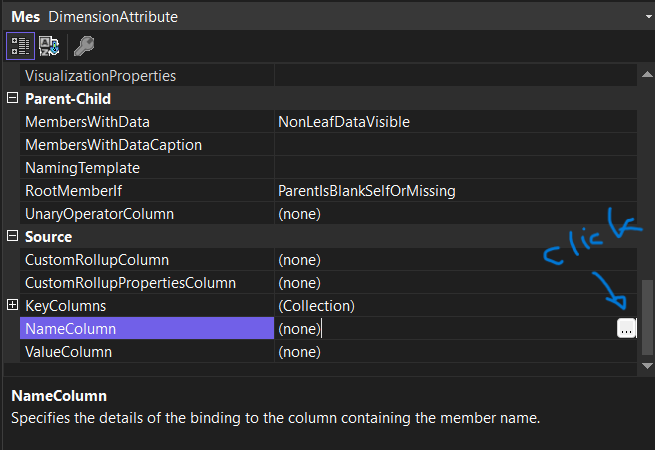 Mes DimensionAttribute
VisualizationProperties
Parent-Child
MembersWithData NonLeafDataVisible
MembersWithDataCaption
NamingTemplate
RootMemberIf ParentIsBlankSelfOrMissing
UnaryOperatorColumn (none)
Source
CustomRollupColumn (none)
CustomRollupPropertiesColumn (none)
KeyColumns (Collection)
click
NameColumn (none) ...
ValueColumn (none)
NameColumn
Specifies the details of the binding to the column containing the member name.